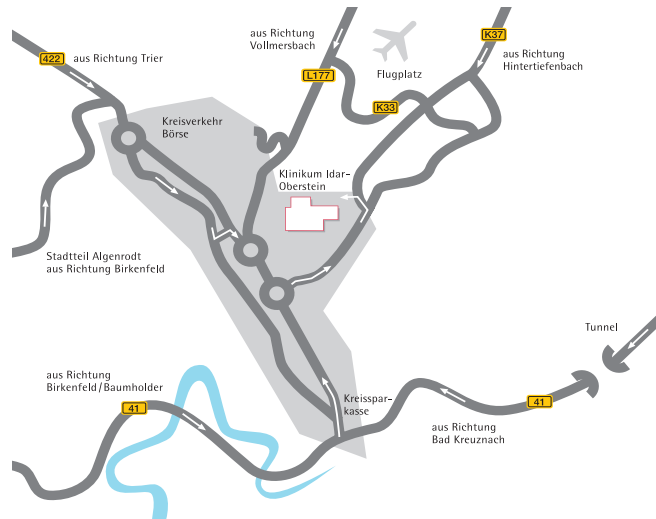 aus Richtung
Vollmersbach
K37
422
aus Richtung Trier
aus Richtung
Hintertiefenbach
L177
Flugplatz
K33
Kreisverkehr
Börse
Klinikum Idar-
Oberstein
Stadtteil Algenrodt
aus Richtung Birkenfeld
Tunnel
aus Richtung
Birkenfeld/Baumholder
41
Kreisspar-
kasse
41
aus Richtung
Bad Kreuznach